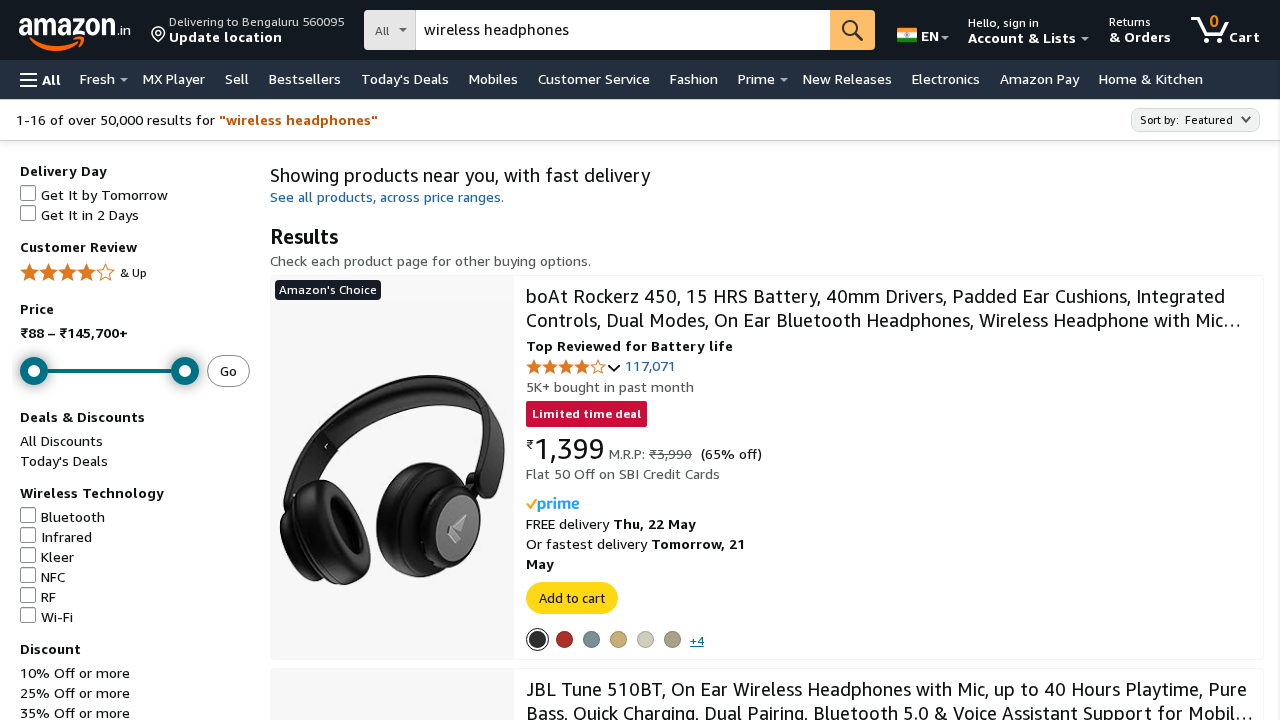 amazon.in
Delivering to Bengaluru 560095
Update location
All
wireless headphones
EN
Hello, sign in
Account & Lists
Returns
& Orders
0
Cart
All
Fresh
MX Player
Sell
Bestsellers
Today's Deals
Mobiles
Customer Service
Fashion
Prime
New Releases
Electronics
Amazon Pay
Home & Kitchen
1-16 of over 50,000 results for "wireless headphones"
Sort by: Featured
Delivery Day
Get It by Tomorrow
Get It in 2 Days
Customer Review
& Up
Price
₹88 – ₹145,700+
Go
Deals & Discounts
All Discounts
Today's Deals
Wireless Technology
Bluetooth
Infrared
Kleer
NFC
RF
Wi-Fi
Discount
10% Off or more
25% Off or more
35% Off or more
Showing products near you, with fast delivery
See all products, across price ranges.
Results
Check each product page for other buying options.
Amazon's Choice
boAt Rockerz 450, 15 HRS Battery, 40mm Drivers, Padded Ear Cushions, Integrated
Controls, Dual Modes, On Ear Bluetooth Headphones, Wireless Headphone with Mic...
Top Reviewed for Battery life
117,071
5K+ bought in past month
Limited time deal
₹1,399 M.R.P: ₹3,990 (65% off)
Flat 50 Off on SBI Credit Cards
prime
FREE delivery Thu, 22 May
Or fastest delivery Tomorrow, 21
May
Add to cart
+4
JBL Tune 510BT, On Ear Wireless Headphones with Mic, up to 40 Hours Playtime, Pure
Bass, Quick Charging, Dual Pairing, Bluetooth 5.0 & Voice Assistant Support for Mobil...